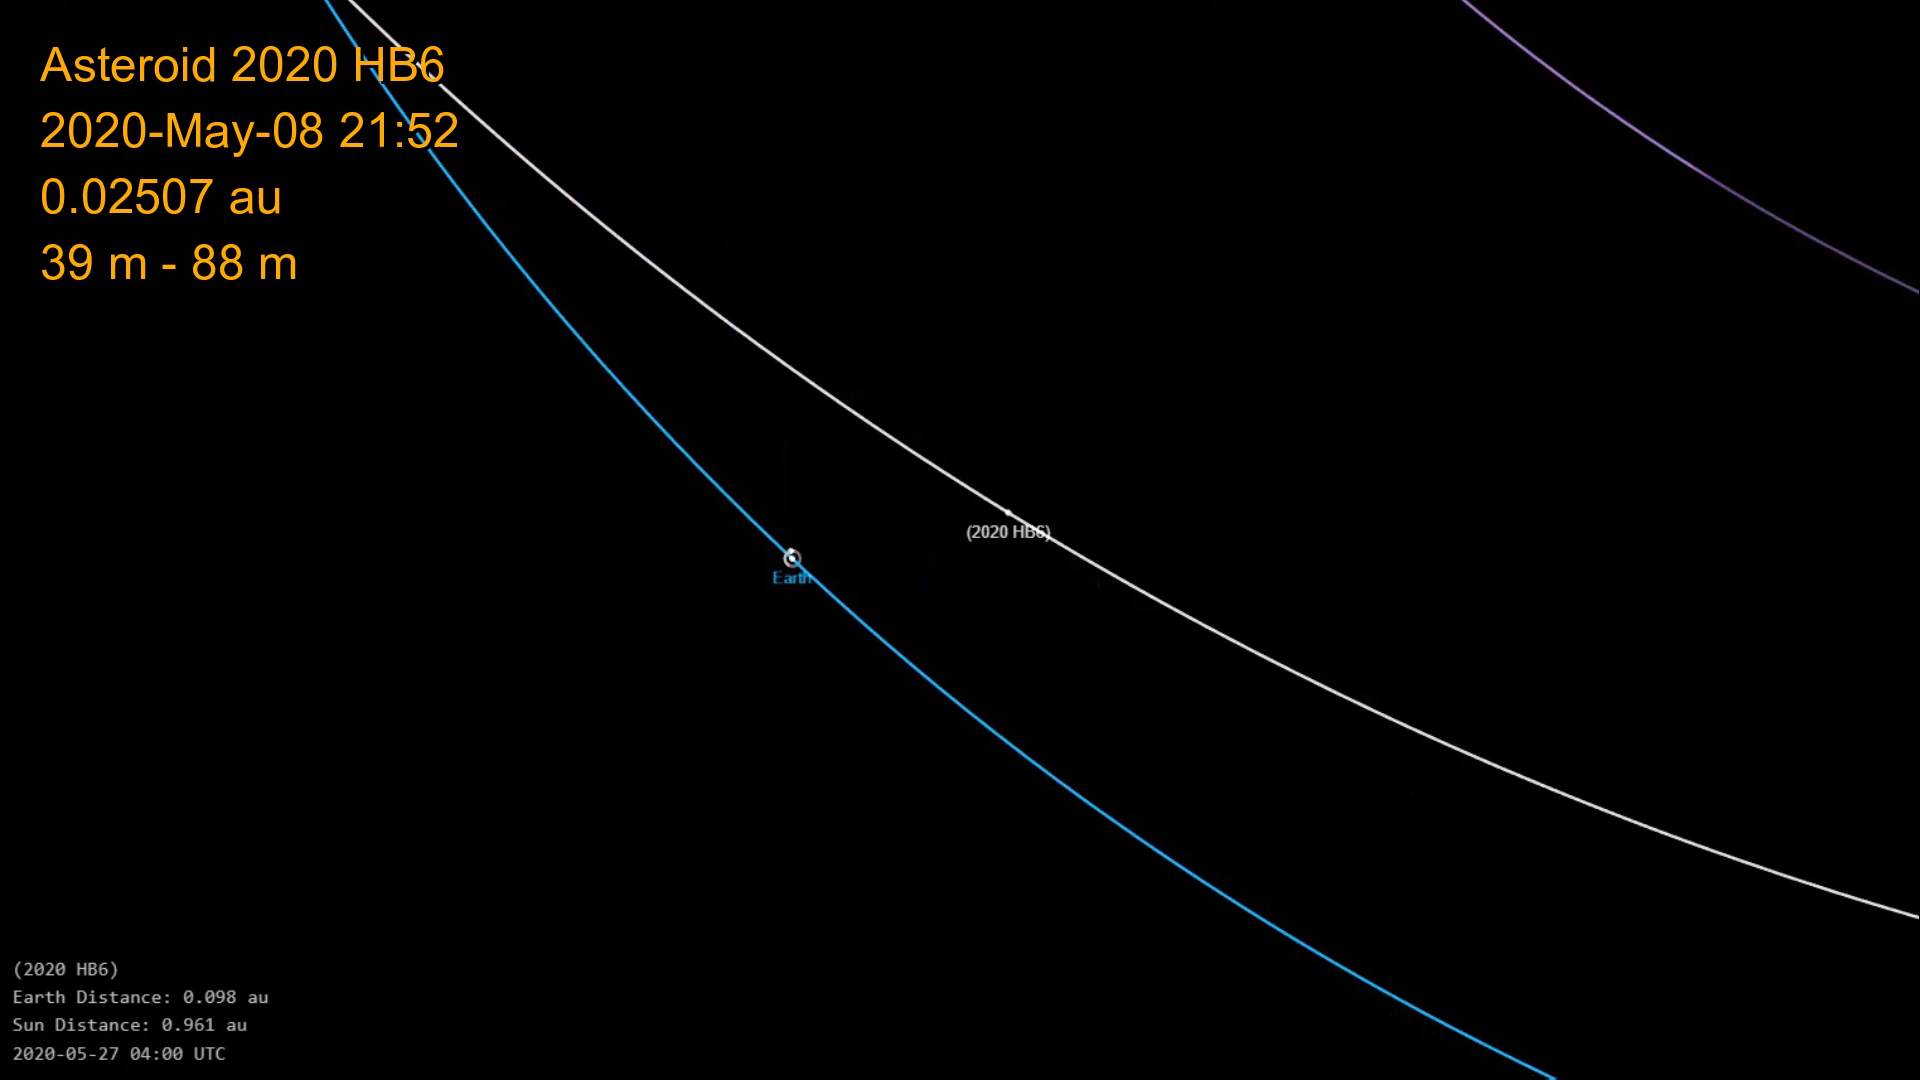 Asteroid 2020 HB6
2020-May-08 21:52
0.02507 au
39 m - 88 m
(2020 HB6)
Earth
(2020 HB6)
Earth Distance: 0.098 au
Sun Distance: 0.961 au
2020-05-27 04:00 UTC